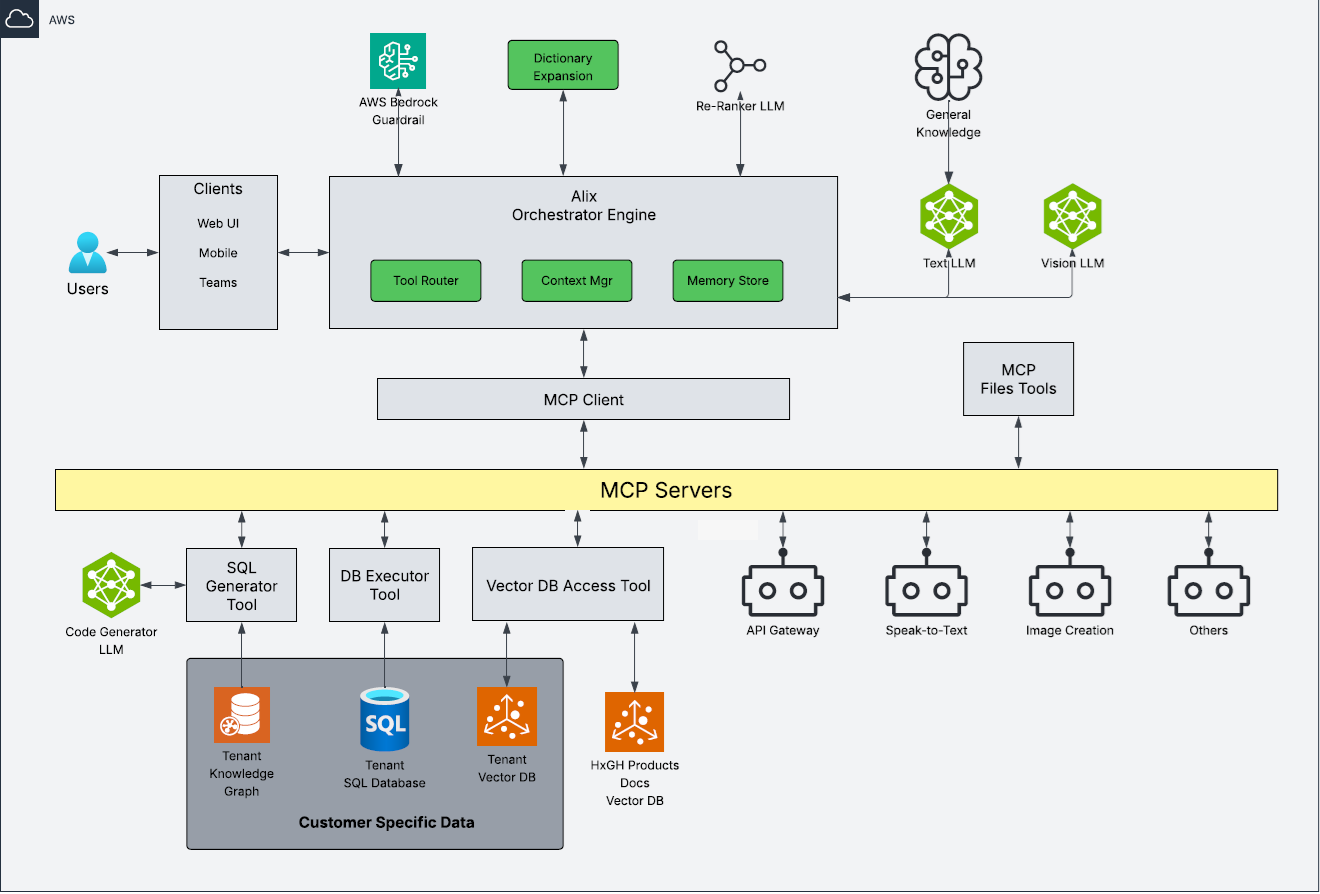 AWS
AWS Bedrock
Guardrail
Dictionary
Expansion
Re-Ranker LLM
General
Knowledge
Clients
Web UI
Mobile
Teams
Users
Alix
Orchestrator Engine
Tool Router
Context Mgr
Memory Store
Text LLM
Vision LLM
MCP Client
MCP
Files Tools
MCP Servers
Code Generator
LLM
SQL
Generator
Tool
DB Executor
Tool
Vector DB Access Tool
API Gateway
Speak-to-Text
Image Creation
Others
Tenant
Knowledge
Graph
SQL
Tenant
SQL Database
Tenant
Vector DB
HxGH Products
Docs
Vector DB
Customer Specific Data